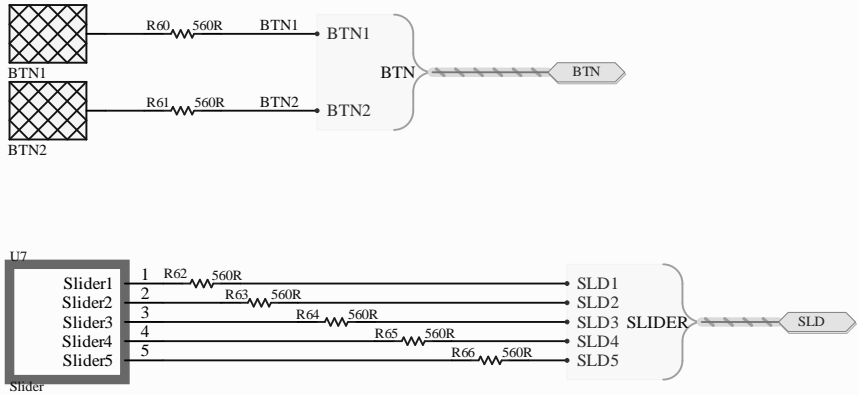 R60 560R BTN1 BTN1
BTN1
BTN BTN
R61 560R BTN2 BTN2
BTN2
U7
Slider1 1 R62 560R SLD1
Slider2 2 R63 560R SLD2
Slider3 3 R64 560R SLD3 SLIDER SLD
Slider4 4 R65 560R SLD4
Slider5 5 R66 560R SLD5
Slider